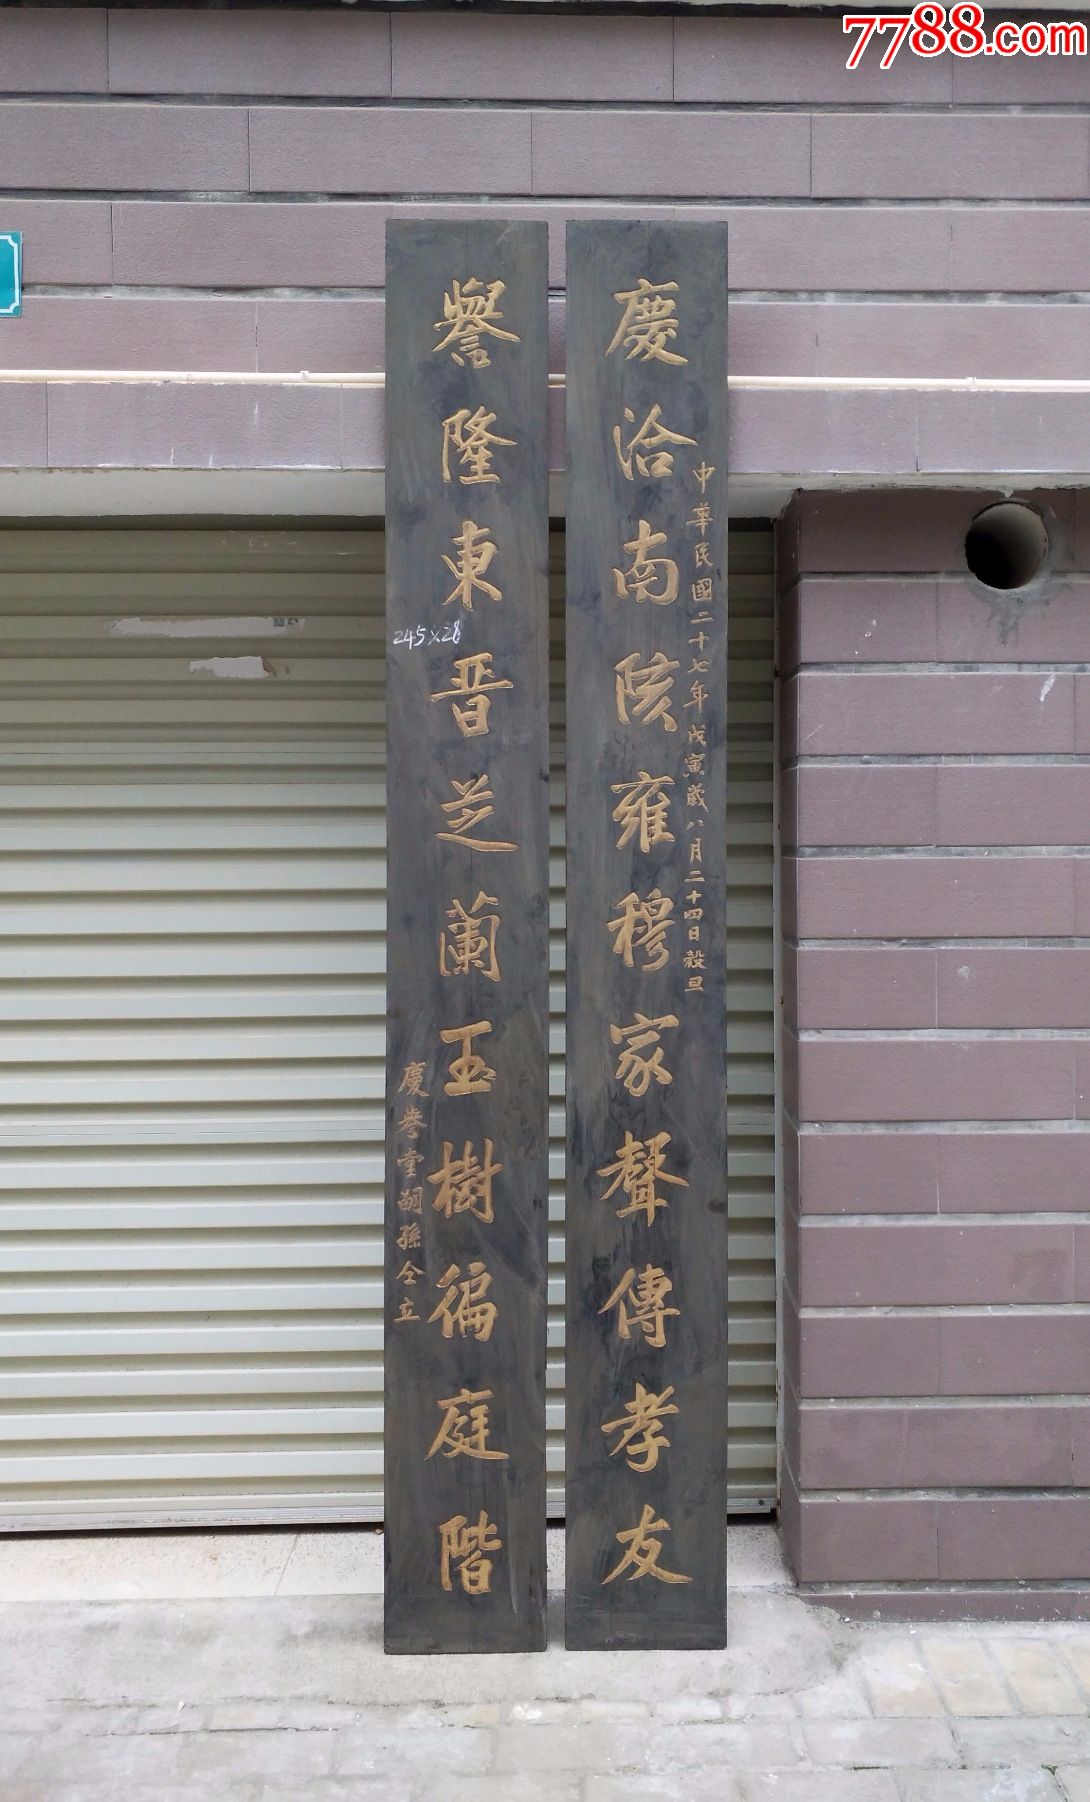 7788.com
中華民國二十七年戊寅歲八月二十四日穀旦
慶洽南陔雍穆家聲傳孝友
譽隆東晋芝蘭玉樹徧庭階
慶譽堂嗣孫仝立
245×28